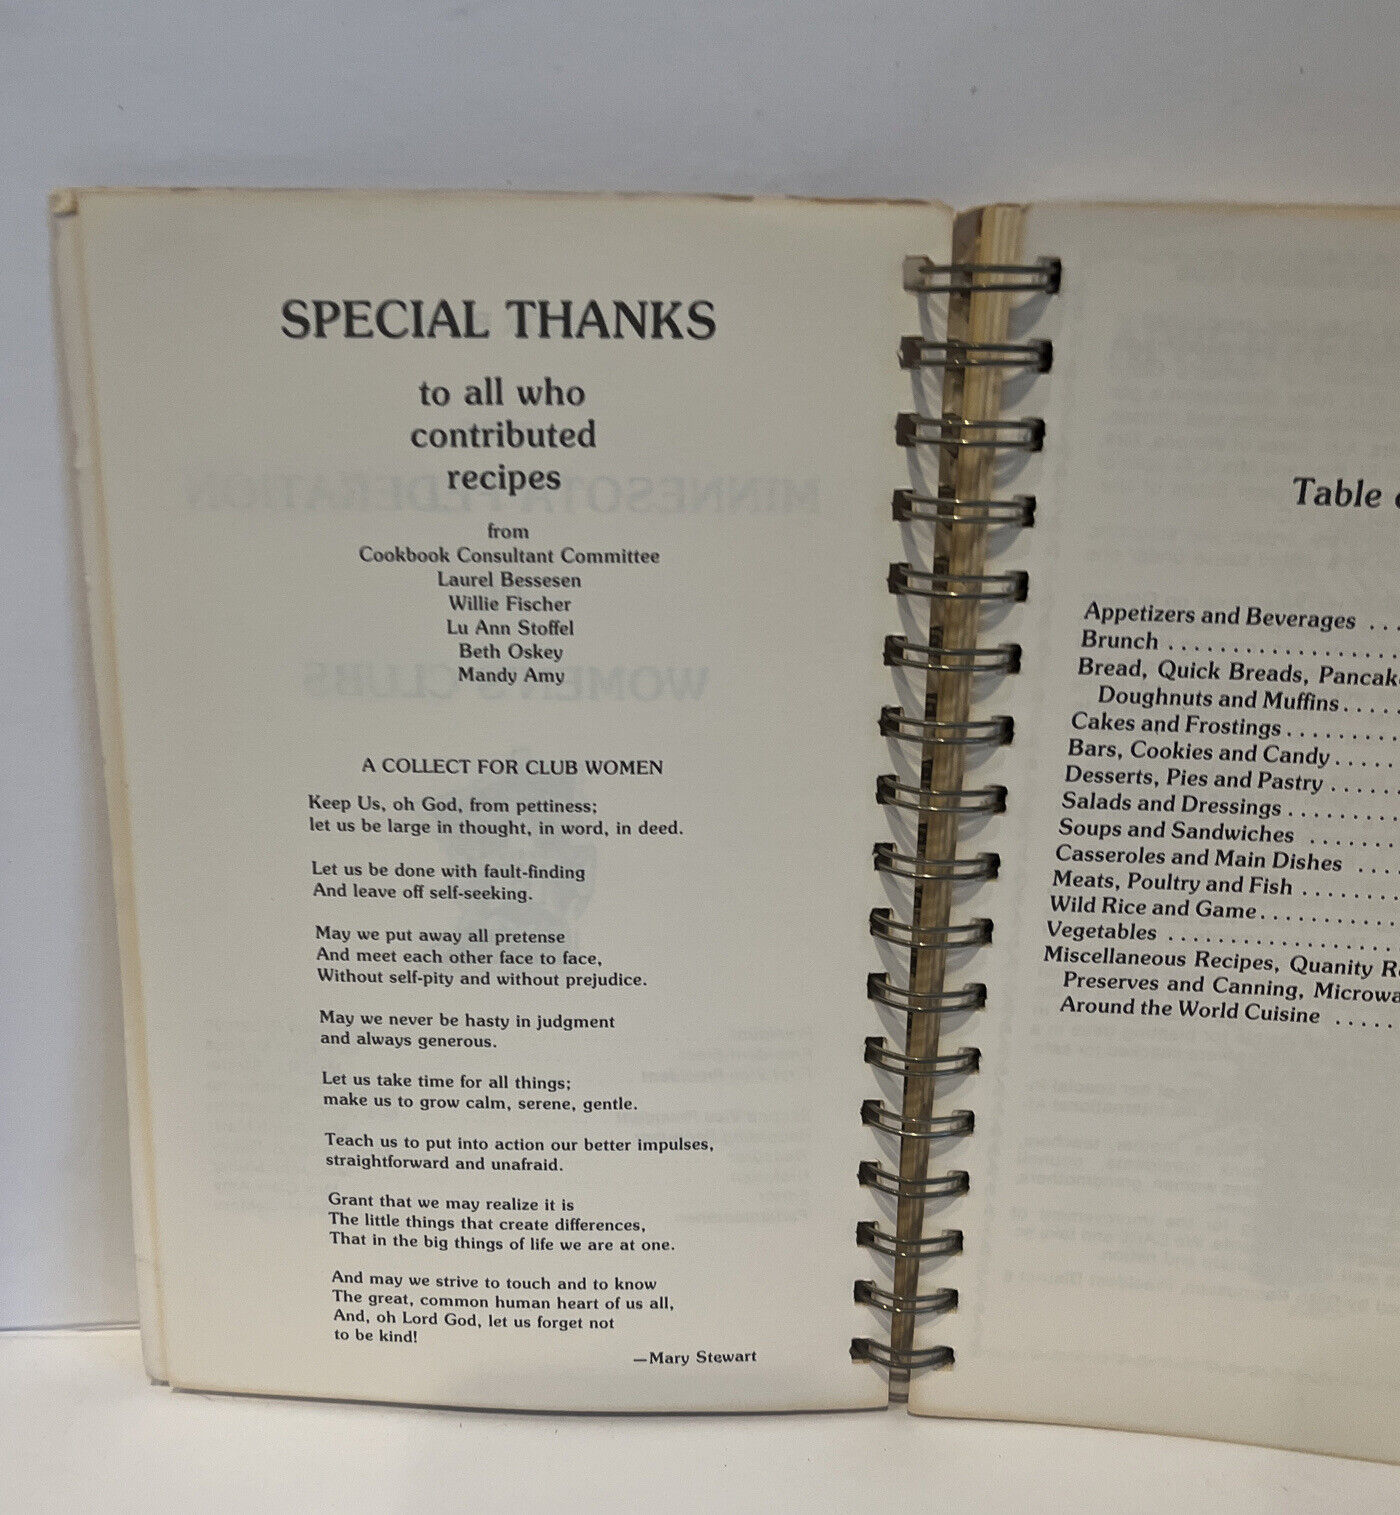 SPECIAL THANKS
to all who
contributed
recipes
from
Cookbook Consultant Committee
Laurel Bessesen
Willie Fischer
Lu Ann Stoffel
Beth Oskey
Mandy Amy
A COLLECT FOR CLUB WOMEN
Keep Us, oh God, from pettiness;
let us be large in thought, in word, in deed.
Let us be done with fault-finding
And leave off self-seeking.
May we put away all pretense
And meet each other face to face,
Without self-pity and without prejudice.
May we never be hasty in judgment
and always generous.
Let us take time for all things;
make us to grow calm, serene, gentle.
Teach us to put into action our better impulses,
straightforward and unafraid.
Grant that we may realize it is
The little things that create differences,
That in the big things of life we are at one.
And may we strive to touch and to know
The great, common human heart of us all,
And, oh Lord God, let us forget not
to be kind!
—Mary Stewart
Table
Appetizers and Beverages . . .
Brunch . . . . . . . . . . . . . . . . . . .
Bread, Quick Breads,
Doughnuts and Muffins . . . . .
Cakes and Frostings . . . . . . . . .
Bars, Cookies and Candy . . . . .
Desserts, Pies and Pastry . . . . . .
Salads and Dressings . . . . . . . . .
Soups and Sandwiches . . . . . . .
Casseroles and Main Dishes . . . .
Meats, Poultry and Fish . . . . . . . .
Wild Rice and Game . . . . . . . . . . .
Vegetables . . . . . . . . . . . . . . . . . .
Miscellaneous Recipes, Quanity
Preserves and Canning,
Around the World Cuisine . . . . .